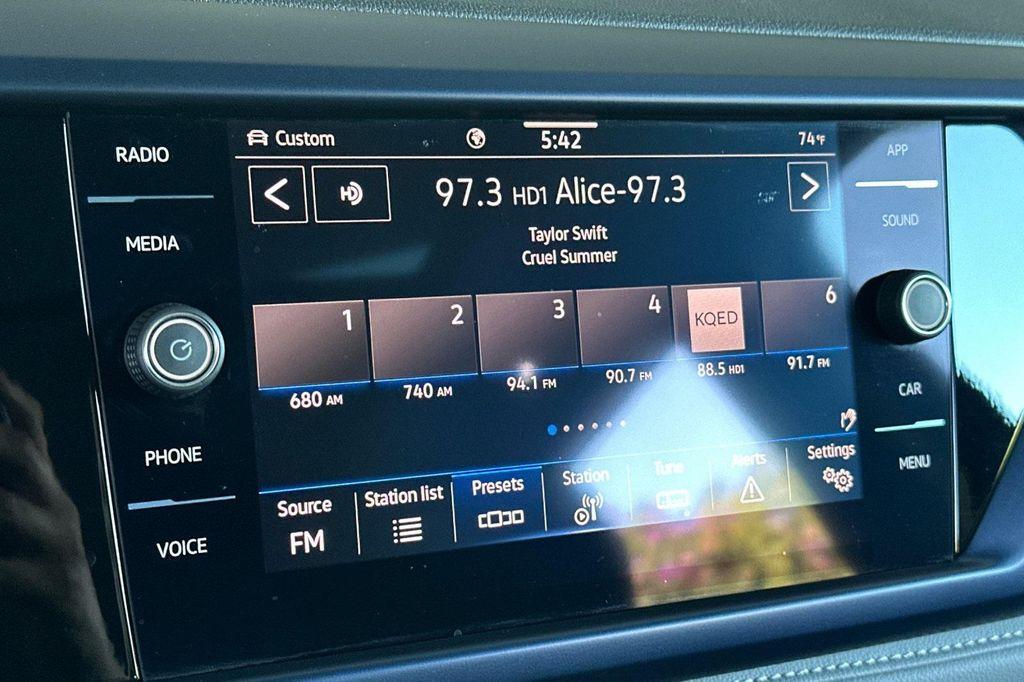 RADIO
MEDIA
PHONE
VOICE
Custom
5:42
74°F
HD
97.3 HD1 Alice-97.3
Taylor Swift
Cruel Summer
1
2
3
4
KQED
6
680 AM
740 AM
94.1 FM
90.7 FM
88.5 HD1
91.7 FM
Source
FM
Station list
Presets
Station
Tune
Alerts
Settings
APP
SOUND
CAR
MENU